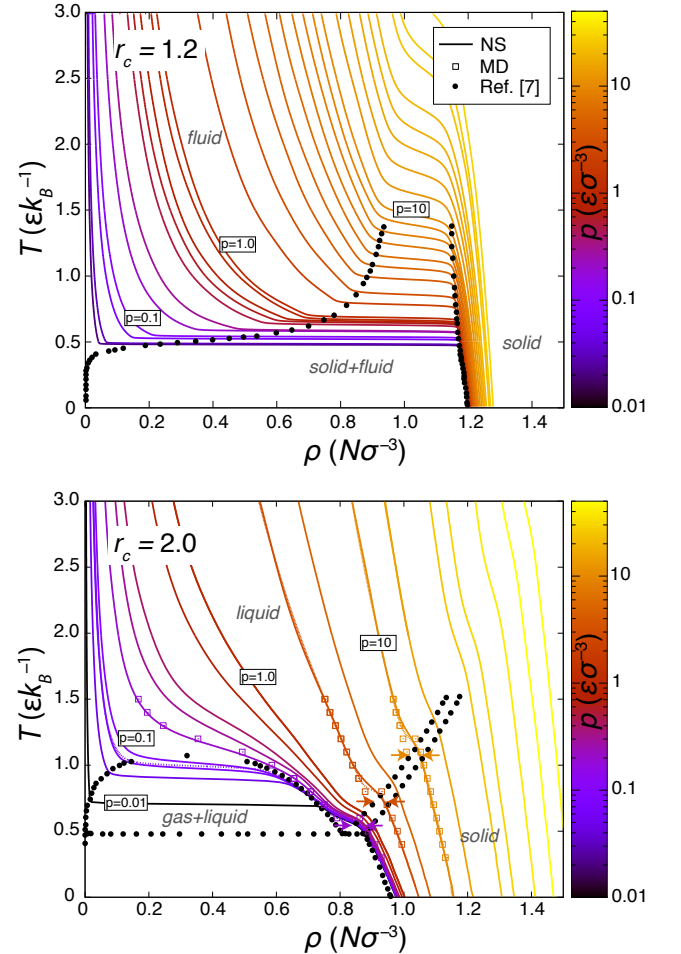 3.0
2.5
2.0
1.5
1.0
0.5
0
T (εk_B⁻¹)
r_c = 1.2
NS
MD
Ref. [7]
fluid
p=10
p=1.0
p=0.1
solid+fluid
solid
0 0.2 0.4 0.6 0.8 1.0 1.2 1.4
ρ (Nσ⁻³)
10
1
0.1
0.01
p (εσ⁻³)
3.0
2.5
2.0
1.5
1.0
0.5
0
T (εk_B⁻¹)
r_c = 2.0
liquid
p=10
p=1.0
p=0.1
p=0.01
gas+liquid
solid
0 0.2 0.4 0.6 0.8 1.0 1.2 1.4
ρ (Nσ⁻³)
10
1
0.1
0.01
p (εσ⁻³)